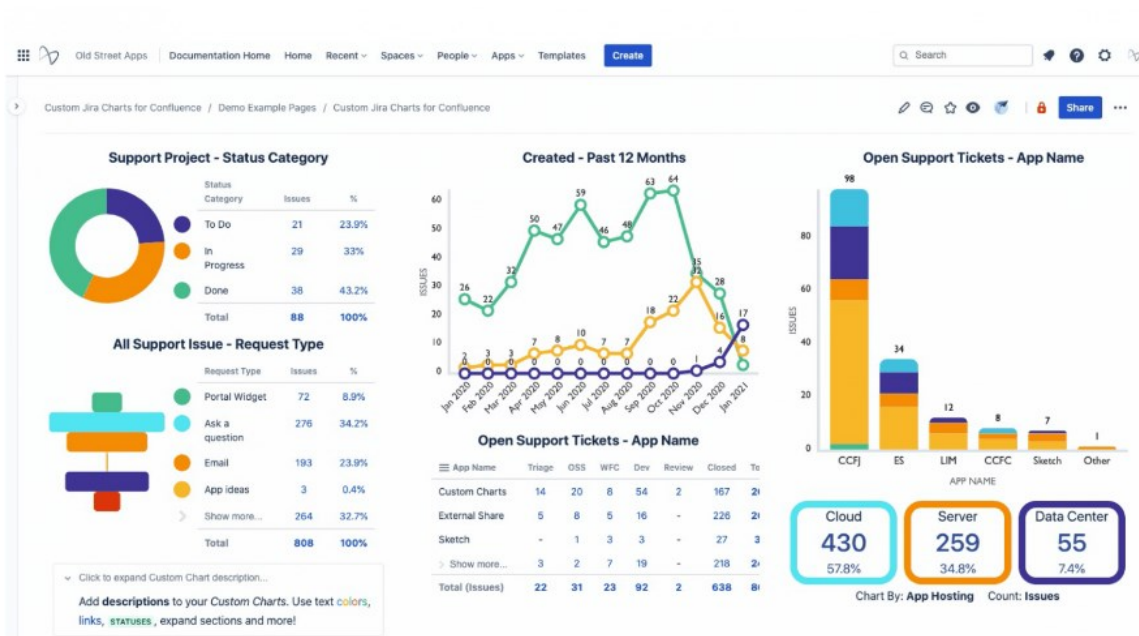 Old Street Apps Documentation Home Home Recent Spaces People Apps Templates Create Search
Custom Jira Charts for Confluence / Demo Example Pages / Custom Jira Charts for Confluence Share
Support Project - Status Category
Status Category Issues %
To Do 21 23.9%
In Progress 29 33%
Done 38 43.2%
Total 88 100%
All Support Issue - Request Type
Request Type Issues %
Portal Widget 72 8.9%
Ask a question 276 34.2%
Email 193 23.9%
App ideas 3 0.4%
Show more... 264 32.7%
Total 808 100%
Click to expand Custom Chart description...
Add descriptions to your Custom Charts. Use text colors,
links, STATUSES, expand sections and more!
Created - Past 12 Months
ISSUES
60
50
40
30
20
10
0
26 22 32 50 47 59 46 48 63 64 35 28
2 3 3 7 8 10 7 7 18 22 32 16 8
0 0 0 0 0 0 0 0 0 0 1 4 17
Jan 2020 Feb 2020 Mar 2020 Apr 2020 May 2020 Jun 2020 Jul 2020 Aug 2020 Sep 2020 Oct 2020 Nov 2020 Dec 2020 Jan 2021
Open Support Tickets - App Name
App Name Triage OSS WFC Dev Review Closed
Custom Charts 14 20 8 54 2 167
External Share 5 8 5 16 - 226
Sketch - 1 3 3 - 27
Show more... 3 2 7 19 - 218
Total (Issues) 22 31 23 92 2 638
Open Support Tickets - App Name
98 34 12 8 7 1
ISSUES
80
60
40
20
0
CCFJ ES LIM CCFC Sketch Other
APP NAME
Cloud 430 57.8%
Server 259 34.8%
Data Center 55 7.4%
Chart By: App Hosting Count: Issues